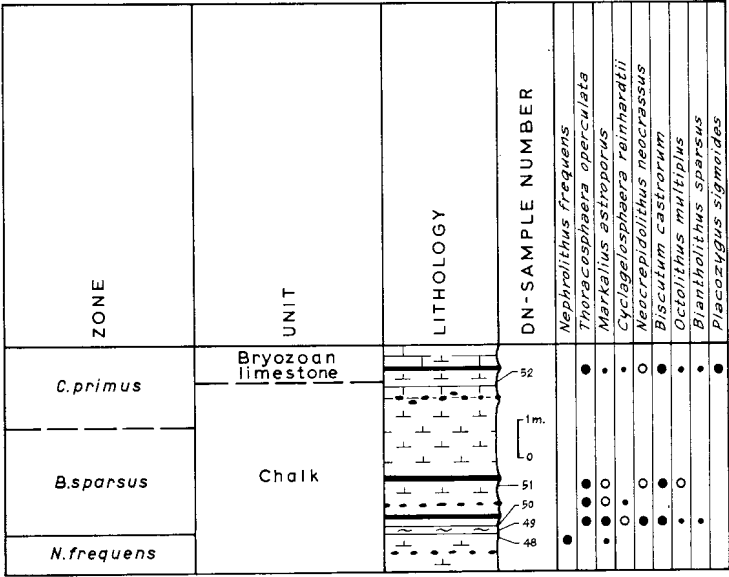 ZONE
UNIT
LITHOLOGY
DN-SAMPLE NUMBER
Nephrolithus frequens
Thoracosphaera operculata
Markalius astroporus
Cyclagelosphaera reinhardtii
Neocrepidolithus neocrassus
Biscutum castrorum
Octolithus multiplus
Biantholithus sparsus
Placozygus sigmoides
C.primus
Bryozoan
limestone
52
1m.
0
B.sparsus
Chalk
51
50
49
48
N.frequens